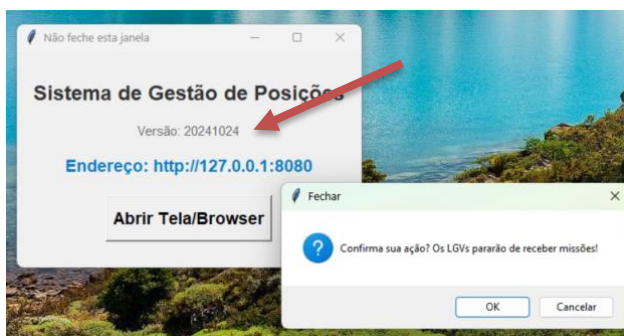 Não feche esta janela
Sistema de Gestão de Posições
Versão: 20241024
Endereço: http://127.0.0.1:8080
Abrir Tela/Browser
Fechar
Confirma sua ação? Os LGVs pararão de receber missões!
OK
Cancelar